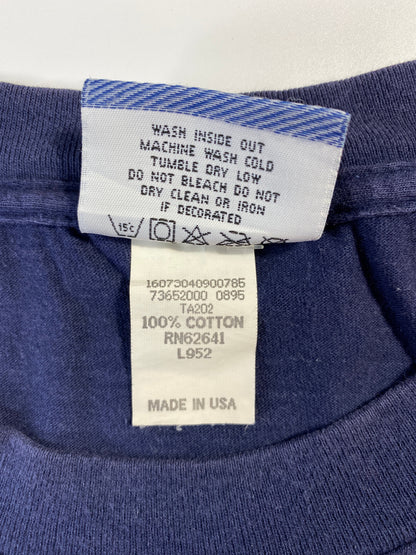 WASH INSIDE OUT
MACHINE WASH COLD
TUMBLE DRY LOW
DO NOT BLEACH DO NOT
DRY CLEAN OR IRON
IF DECORATED
15°C
16073040900785
73652000 0895
TA202
100% COTTON
RN62641
L952
MADE IN USA